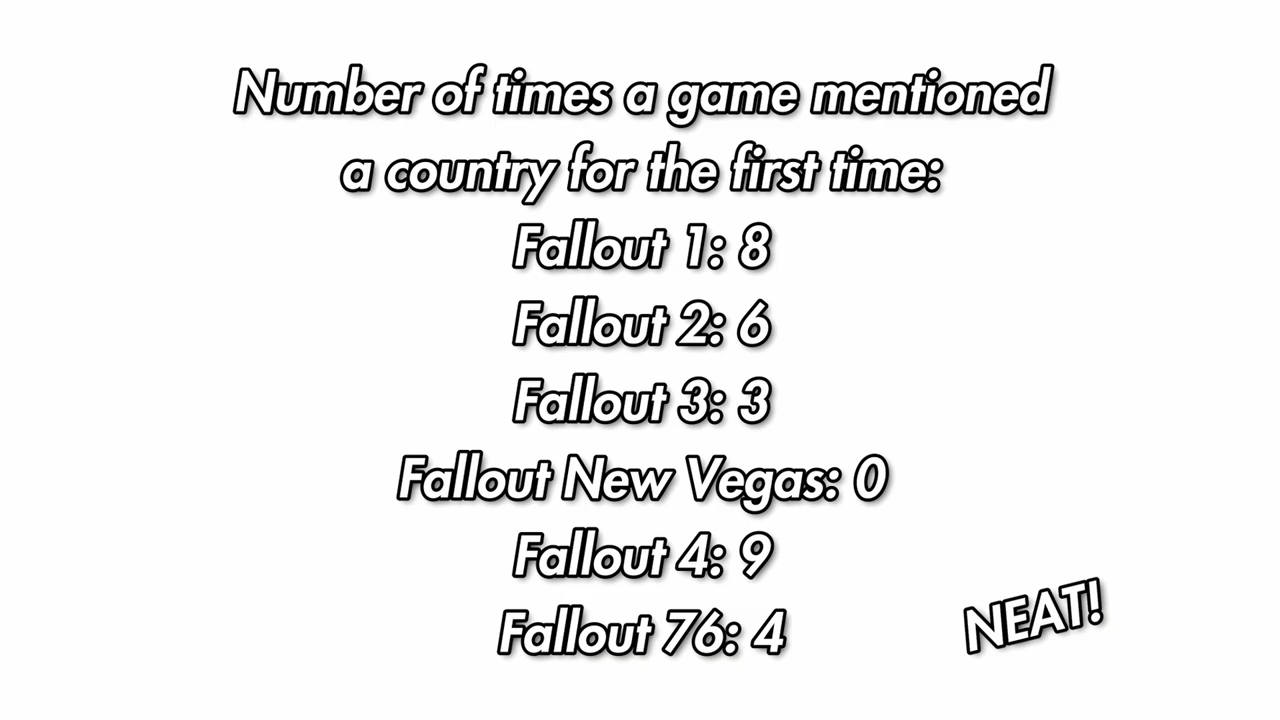 Number of times a game mentioned
a country for the first time:
Fallout 1: 8
Fallout 2: 6
Fallout 3: 3
Fallout New Vegas: 0
Fallout 4: 9
Fallout 76: 4
NEAT!